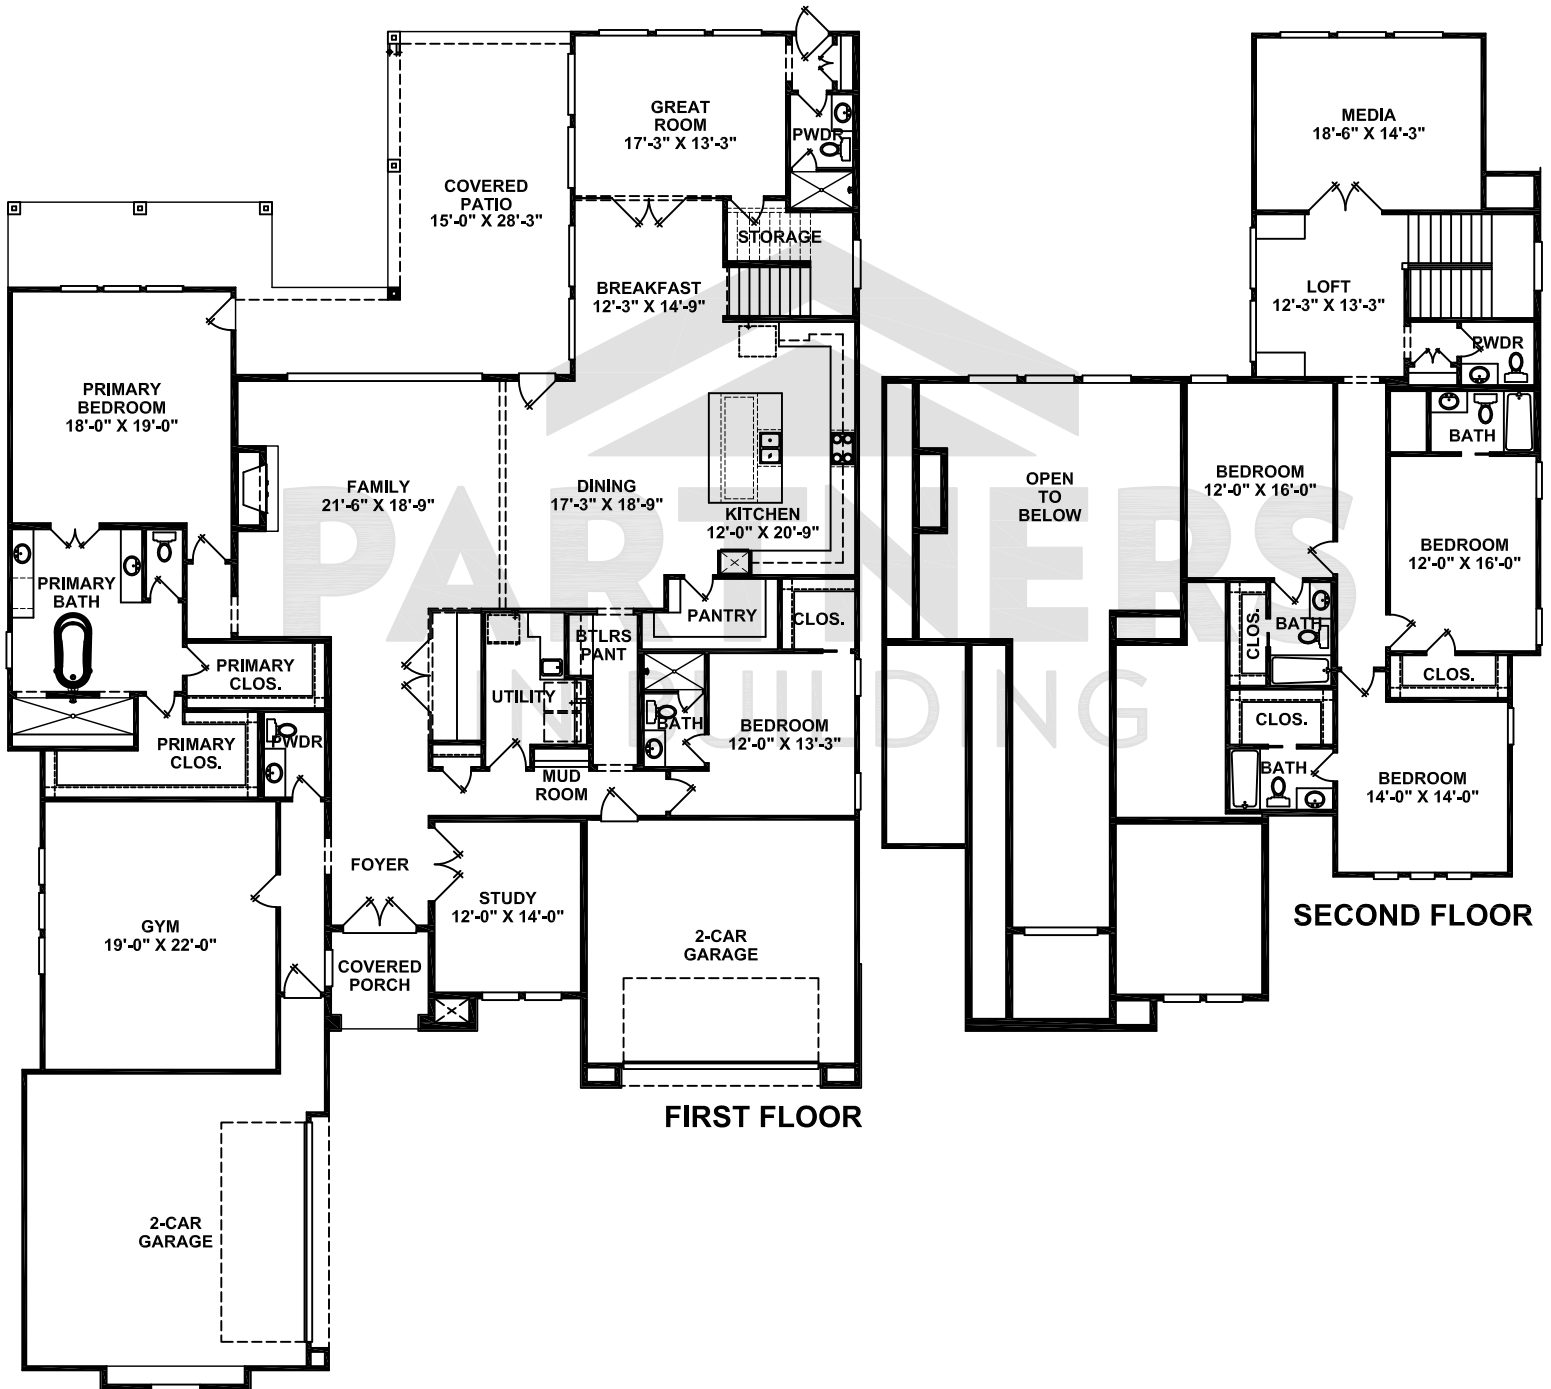 GREAT
ROOM
17'-3" X 13'-3"
PWDR
COVERED
PATIO
15'-0" X 28'-3"
STORAGE
BREAKFAST
12'-3" X 14'-9"
PRIMARY
BEDROOM
18'-0" X 19'-0"
FAMILY
21'-6" X 18'-9"
DINING
17'-3" X 18'-9"
KITCHEN
12'-0" X 20'-9"
PRIMARY
BATH
PANTRY
CLOS.
BTLRS
PANT
PRIMARY
CLOS.
UTILITY
BATH
BEDROOM
12'-0" X 13'-3"
PRIMARY
CLOS.
PWDR
MUD
ROOM
FOYER
STUDY
12'-0" X 14'-0"
GYM
19'-0" X 22'-0"
2-CAR
GARAGE
COVERED
PORCH
FIRST FLOOR
2-CAR
GARAGE
MEDIA
18'-6" X 14'-3"
LOFT
12'-3" X 13'-3"
PWDR
BATH
BEDROOM
12'-0" X 16'-0"
OPEN
TO
BELOW
BEDROOM
12'-0" X 16'-0"
CLOS.
BATH
CLOS.
CLOS.
BATH
BEDROOM
14'-0" X 14'-0"
SECOND FLOOR
PARTNERS
IN BUILDING